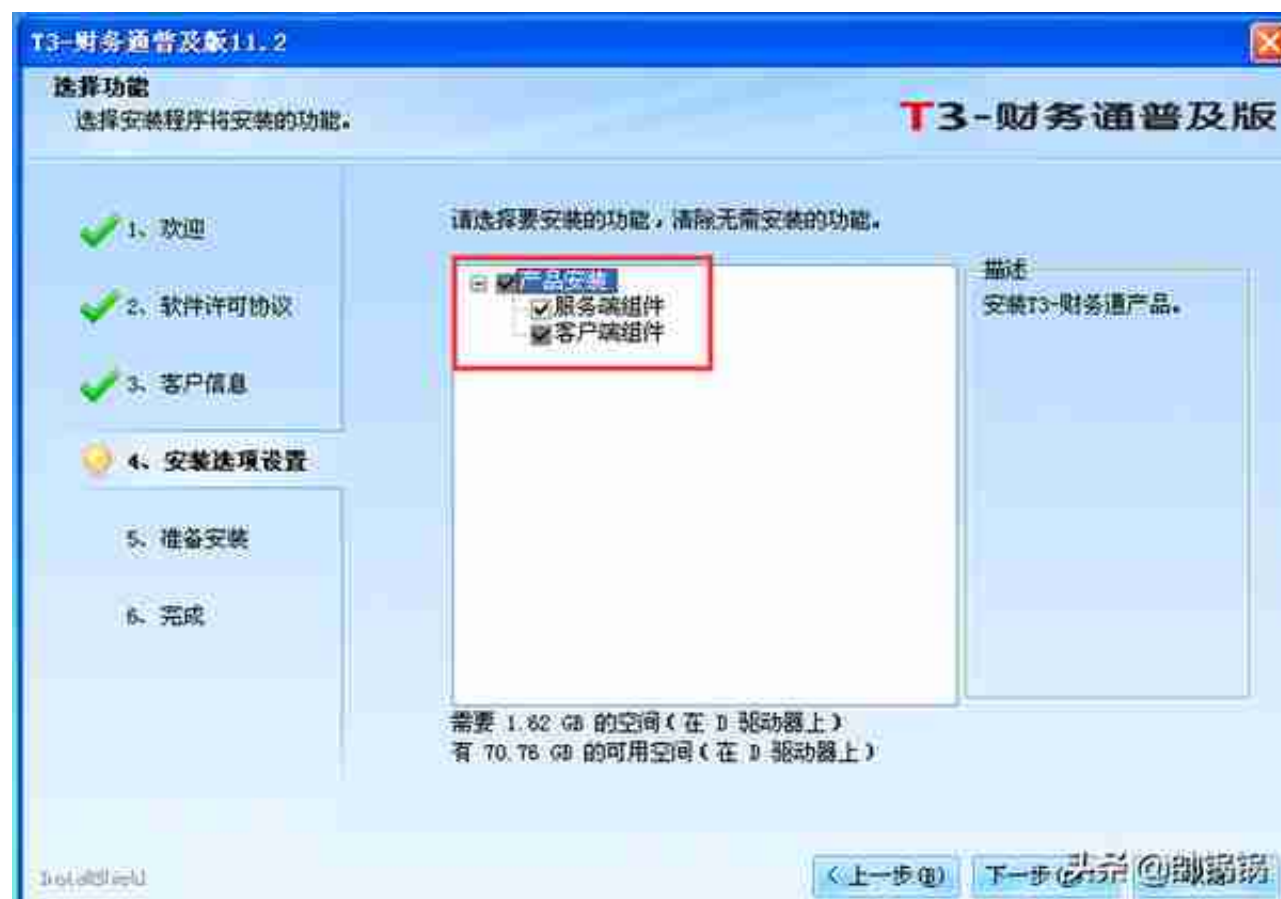 T3-财务通普及版11.2
选择功能
选择安装程序将安装的功能。
T3-财务通普及版
1、欢迎
2、软件许可协议
3、客户信息
4、安装选项设置
5、准备安装
6、完成
请选择要安装的功能，清除无需安装的功能。
产品安装
服务端组件
客户端组件
描述
安装T3-财务通产品。
需要 1.62 GB 的空间(在 D 驱动器上)
有 70.76 GB 的可用空间(在 D 驱动器上)
InstallShield
<上一步(B)
下一步
头条